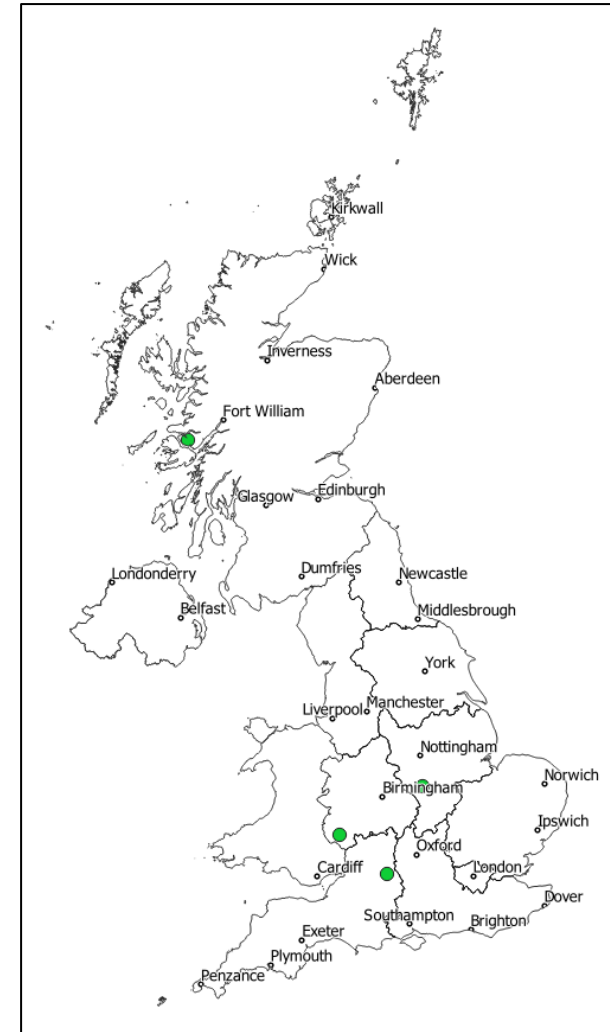 Kirkwall
Wick
Inverness
Aberdeen
Fort William
Glasgow
Edinburgh
Londonderry
Dumfries
Newcastle
Belfast
Middlesbrough
York
Liverpool
Manchester
Nottingham
Birmingham
Norwich
Ipswich
Oxford
Cardiff
London
Southampton
Brighton
Dover
Exeter
Plymouth
Penzance